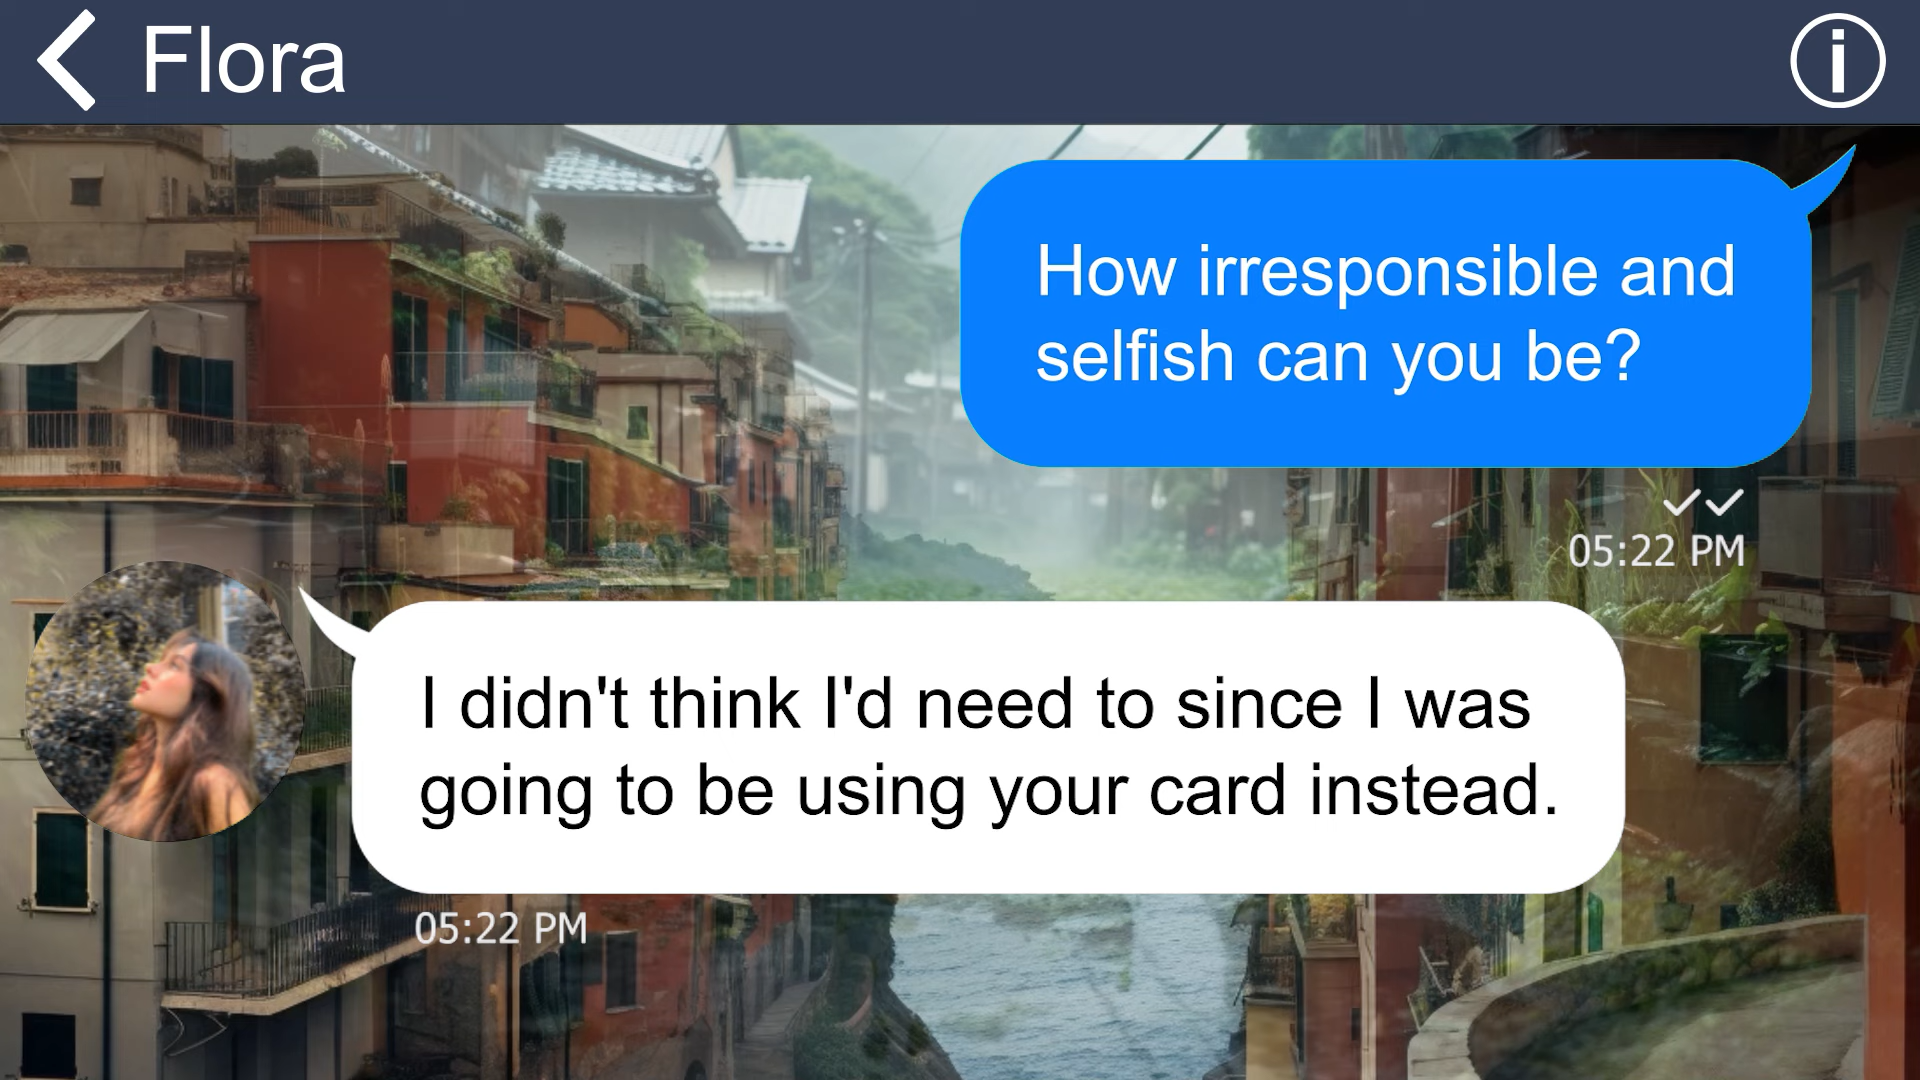 Flora
How irresponsible and
selfish can you be?
05:22 PM
I didn't think I'd need to since I was
going to be using your card instead.
05:22 PM